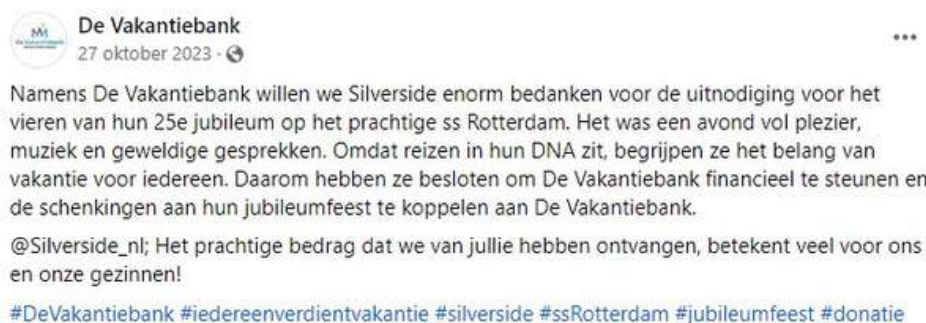 De Vakantiebank
27 oktober 2023
Namens De Vakantiebank willen we Silverside enorm bedanken voor de uitnodiging voor het
vieren van hun 25e jubileum op het prachtige ss Rotterdam. Het was een avond vol plezier,
muziek en geweldige gesprekken. Omdat reizen in hun DNA zit, begrijpen ze het belang van
vakantie voor iedereen. Daarom hebben ze besloten om De Vakantiebank financieel te steunen en
de schenkingen aan hun jubileumfeest te koppelen aan De Vakantiebank.
@Silverside_nl; Het prachtige bedrag dat we van jullie hebben ontvangen, betekent veel voor ons
en onze gezinnen!
#DeVakantiebank #iedereenverdientvakantie #silverside #ssRotterdam #jubileumfeest #donatie